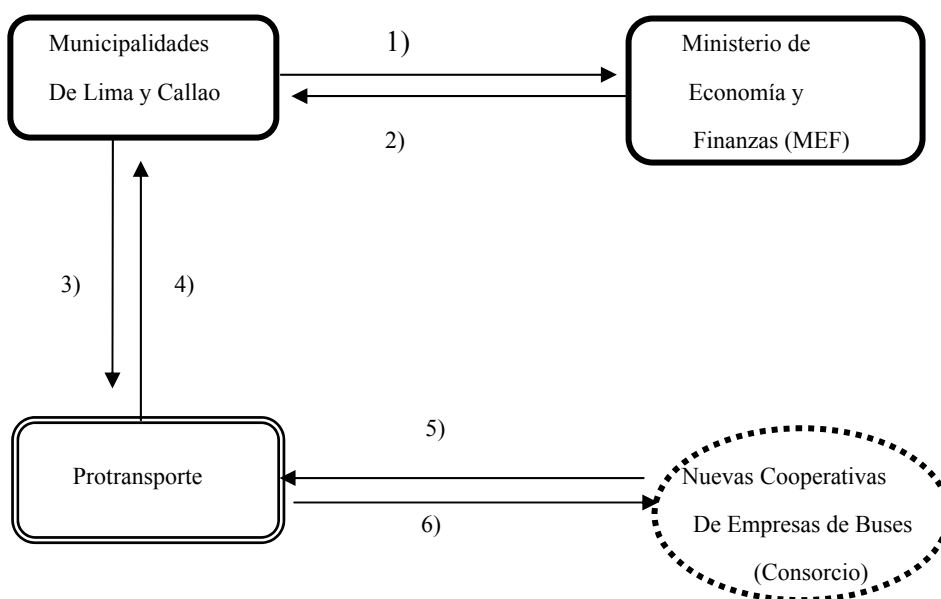 Municipalidades
De Lima y Callao
1)
2)
Ministerio de
Economía y
Finanzas (MEF)
3)
4)
Protransporte
5)
6)
Nuevas Cooperativas
De Empresas de Buses
(Consorcio)